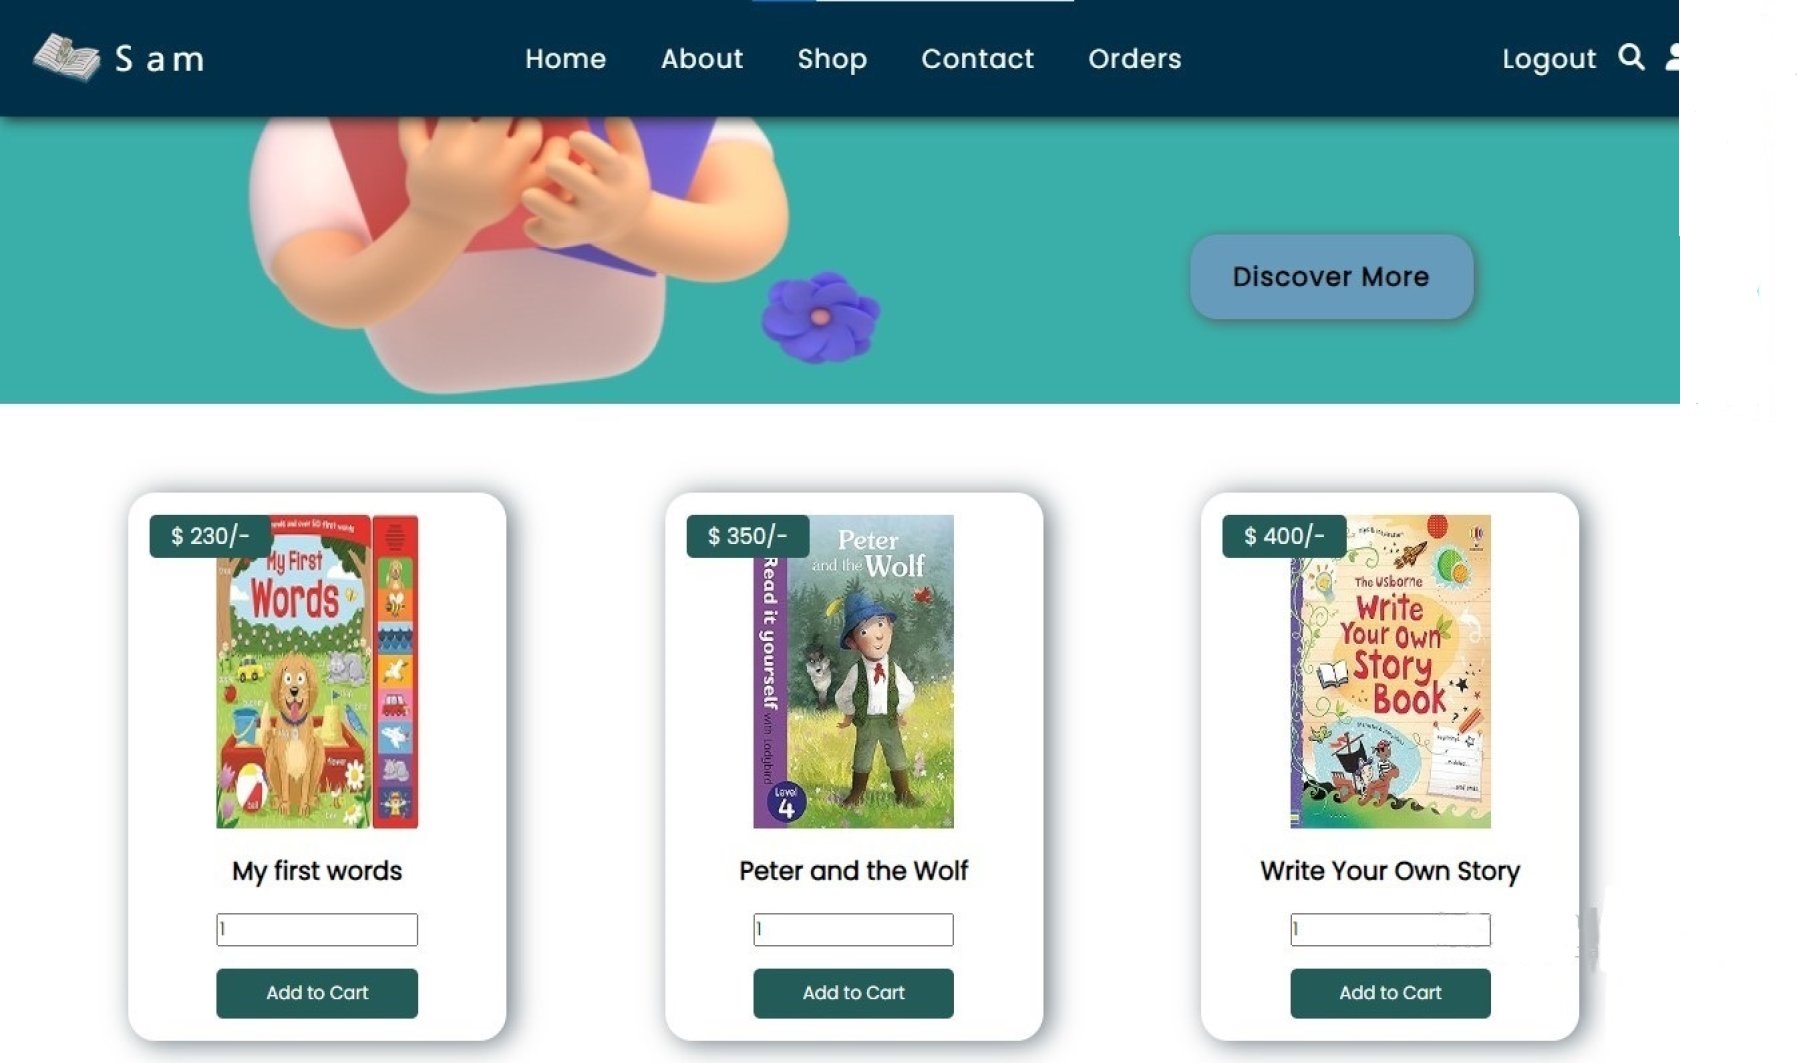 Sam
Home About Shop Contact Orders
Logout
Discover More
$ 230/-
My First
Words
$ 350/-
Peter
and the Wolf
Read it yourself
with Ladybird
Level
4
$ 400/-
The Usborne
Write
Your Own
Story
Book
My first words
Peter and the Wolf
Write Your Own Story
1
1
1
Add to Cart
Add to Cart
Add to Cart